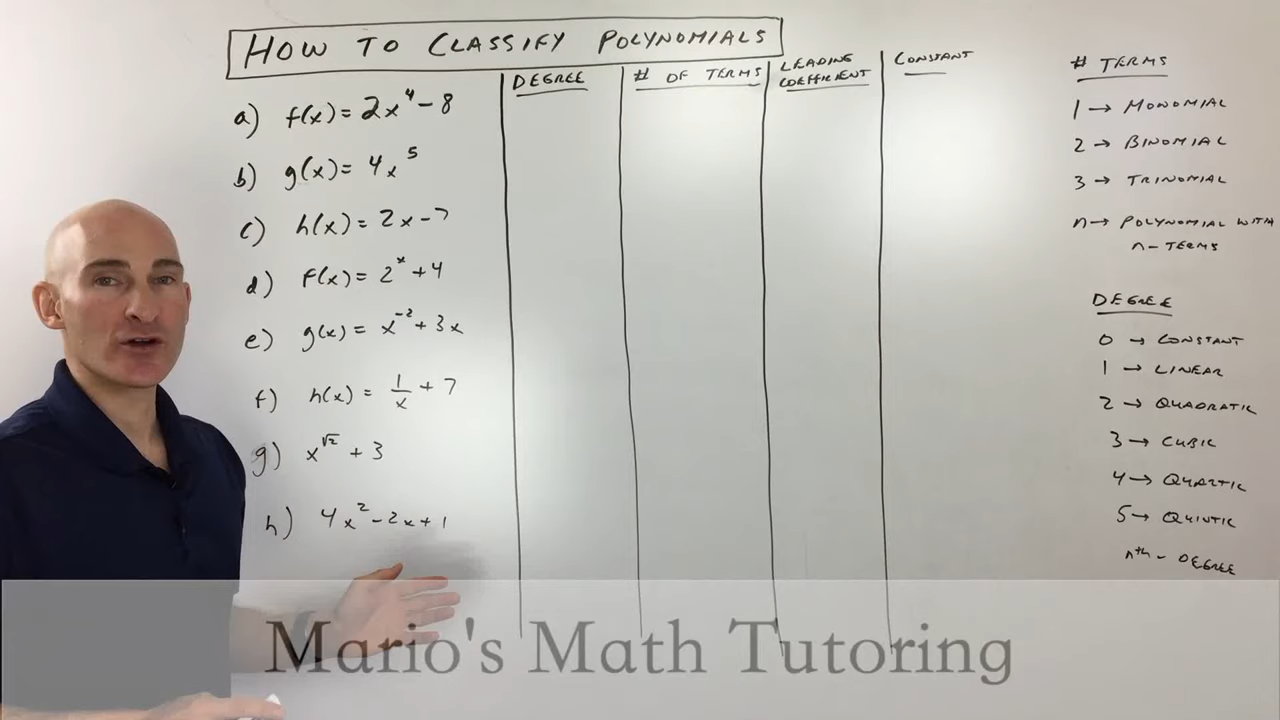 HOW TO CLASSIFY POLYNOMIALS
DEGREE
# OF TERMS
LEADING
COEFFICIENT
CONSTANT
a) f(x) = 2x⁴ - 8
b) g(x) = 4x⁵
c) h(x) = 2x - 7
d) f(x) = 2ˣ + 4
e) g(x) = x⁻² + 3x
f) h(x) = 1/x + 7
g) x^√2 + 3
h) 4x² - 2x + 1
# TERMS
1 → MONOMIAL
2 → BINOMIAL
3 → TRINOMIAL
n → POLYNOMIAL WITH
n - TERMS
DEGREE
0 → CONSTANT
1 → LINEAR
2 → QUADRATIC
3 → CUBIC
4 → QUARTIC
5 → QUINTIC
nth - DEGREE
Mario's Math Tutoring